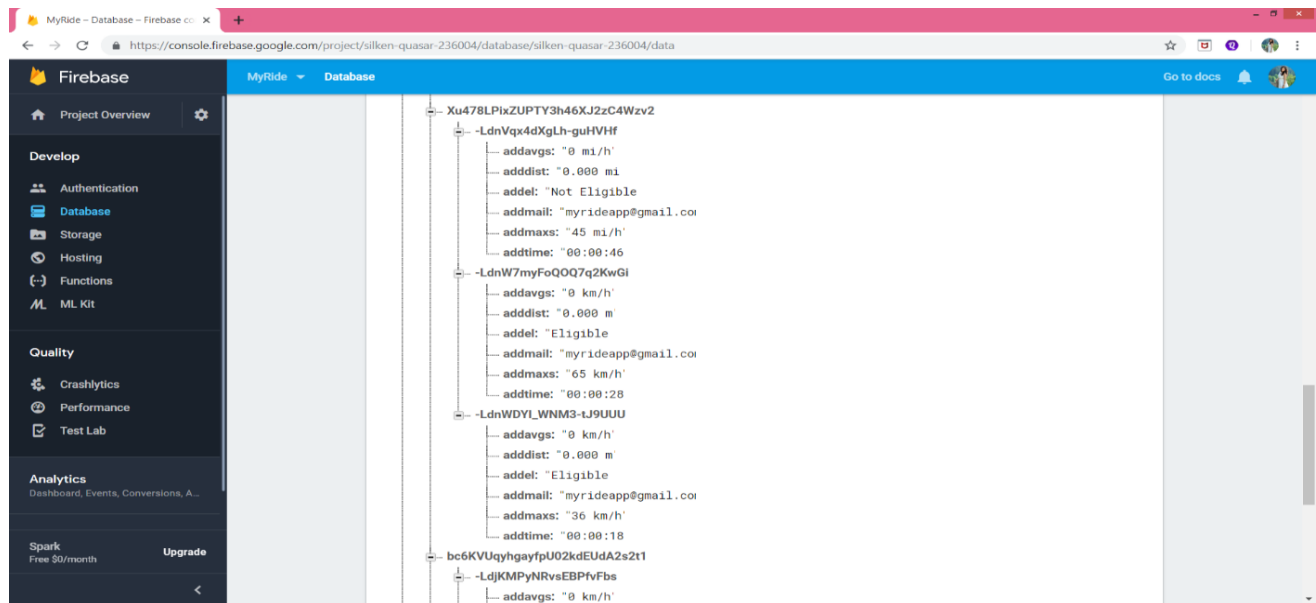 MyRide – Database – Firebase co
https://console.firebase.google.com/project/silken-quasar-236004/database/silken-quasar-236004/data
Firebase
MyRide Database
Go to docs
Project Overview
Develop
Authentication
Database
Storage
Hosting
Functions
ML Kit
Quality
Crashlytics
Performance
Test Lab
Analytics
Dashboard, Events, Conversions, A...
Spark
Free $0/month
Upgrade
Xu478LPixZUPTY3h46XJ2zC4Wzv2
-LdnVqx4dXgLh-guHVHf
addavgs: "0 mi/h"
adddist: "0.000 mi
addel: "Not Eligible
addmail: "myrideapp@gmail.co
addmaxs: "45 mi/h"
addtime: "00:00:46
-LdnW7myFoQOQ7q2KwGi
addavgs: "0 km/h"
adddist: "0.000 m
addel: "Eligible
addmail: "myrideapp@gmail.co
addmaxs: "65 km/h"
addtime: "00:00:28
-LdnWDYI_WNM3-tJ9UUU
addavgs: "0 km/h"
adddist: "0.000 m
addel: "Eligible
addmail: "myrideapp@gmail.co
addmaxs: "36 km/h"
addtime: "00:00:18
bc6KVUqyhgayfpU02kdEUdA2s2t1
-LdjKMPyNRvsEBPfvFbs
addavgs: "0 km/h"